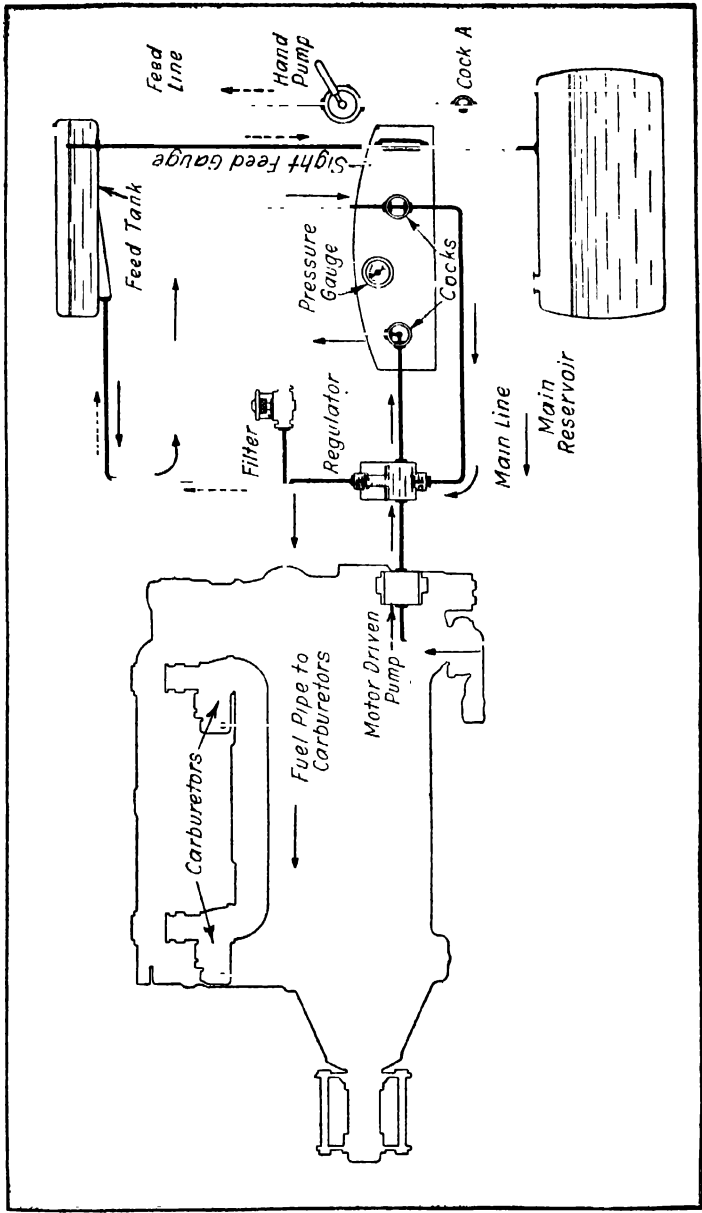 Feed
Line
Hand
Pump
Cock A
Sight Feed Gauge
Feed Tank
Pressure
Gauge
Cocks
Filter
Regulator
Main Line
Main
Reservoir
Motor Driven
Pump
Fuel Pipe to
Carburetors
Carburetors